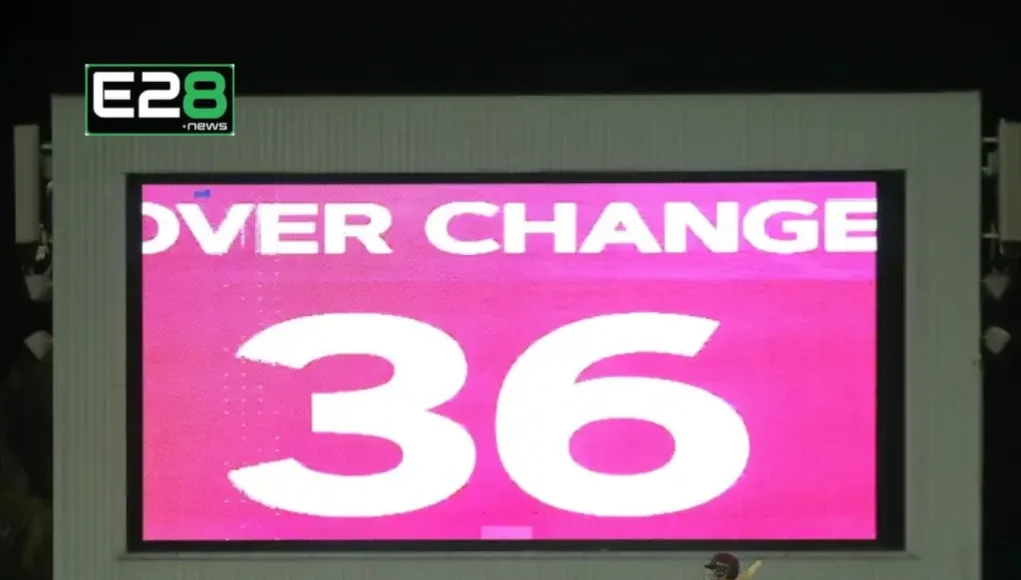 E28
.news
OVER CHANGE
36